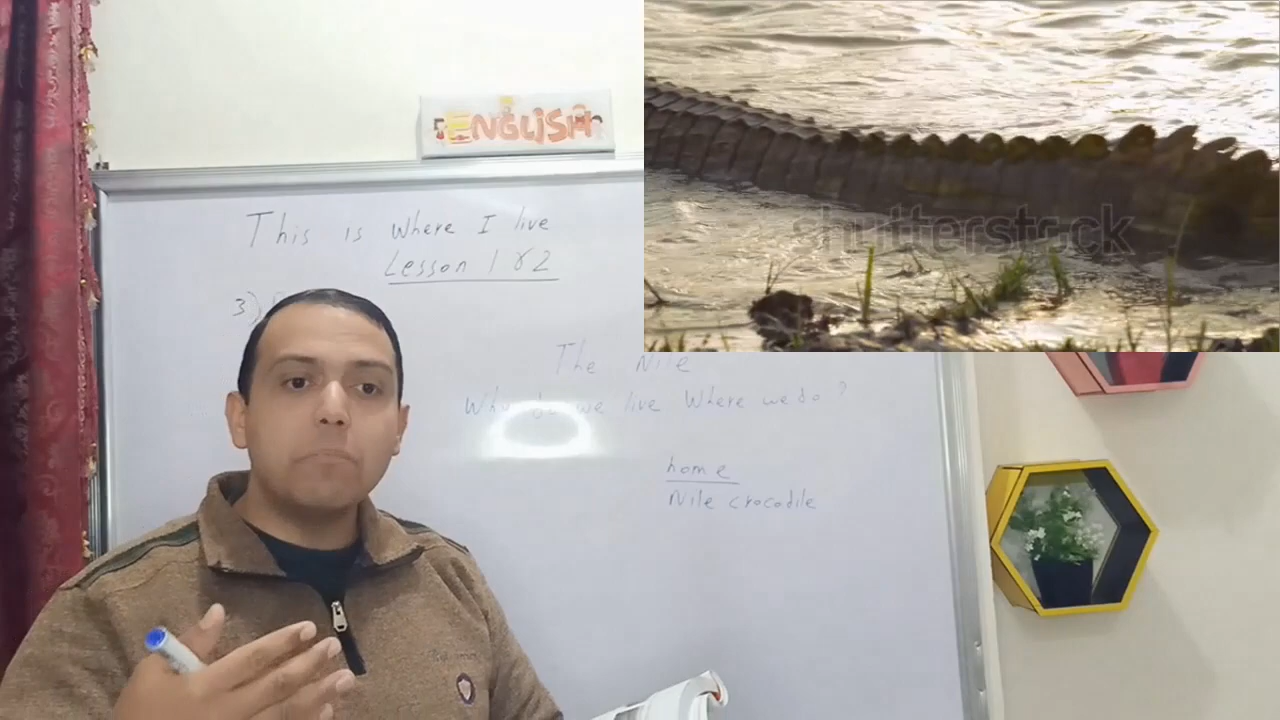 ENGLISH
This is where I live
Lesson 1 & 2
3)
The Nile
Why do we live where we do?
home
Nile crocodile
shutterstock